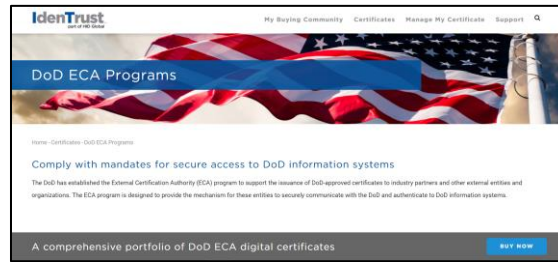 IdenTrust
part of HID Global
My Buying Community Certificates Manage My Certificate Support
DoD ECA Programs
Home › Certificates › DoD ECA Programs
Comply with mandates for secure access to DoD information systems
The DoD has established the External Certification Authority (ECA) program to support the issuance of DoD-approved certificates to industry partners and other external entities and
organizations. The ECA program is designed to provide the mechanism for these entities to securely communicate with the DoD and authenticate to DoD information systems.
A comprehensive portfolio of DoD ECA digital certificates
BUY NOW